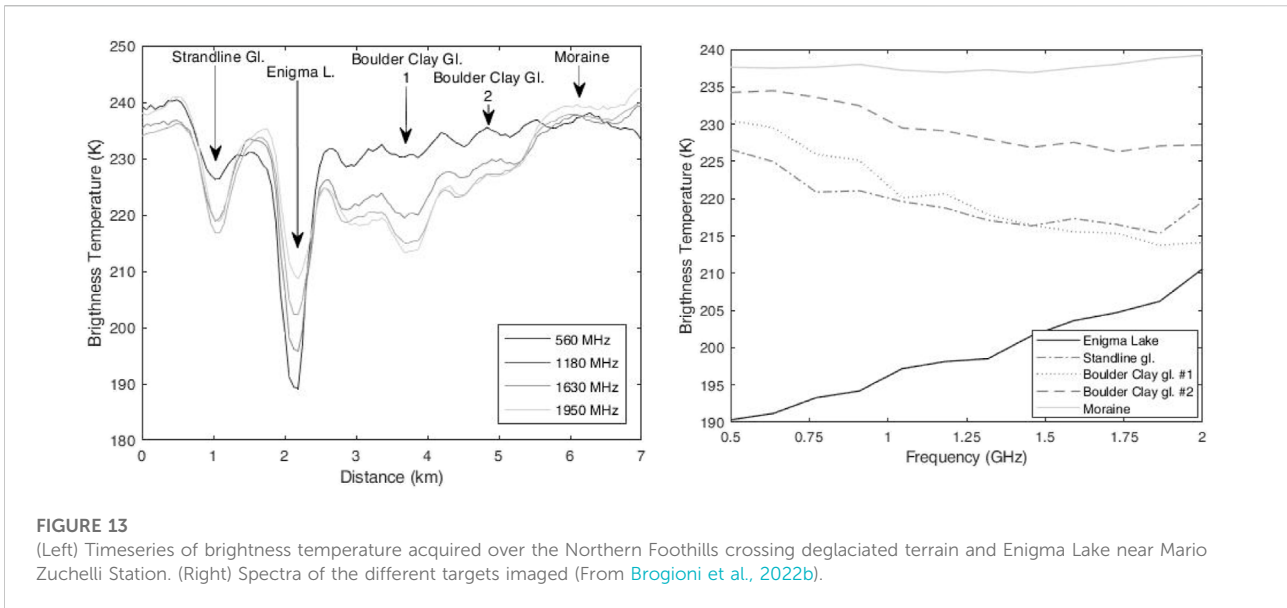 250
240
230
220
210
200
190
180
Brigthness Temperature (K)
0 1 2 3 4 5 6 7
Distance (km)
Strandline Gl.
Enigma L.
Boulder Clay Gl.
1
Boulder Clay Gl.
2
Moraine
560 MHz
1180 MHz
1630 MHz
1950 MHz
240
235
230
225
220
215
210
205
200
195
190
Brigthness Temperature (K)
0.5 0.75 1 1.25 1.5 1.75 2
Frequency (GHz)
Enigma Lake
Standline gl.
Boulder Clay gl. #1
Boulder Clay gl. #2
Moraine
FIGURE 13
(Left) Timeseries of brightness temperature acquired over the Northern Foothills crossing deglaciated terrain and Enigma Lake near Mario
Zuchelli Station. (Right) Spectra of the different targets imaged (From Brogioni et al., 2022b).